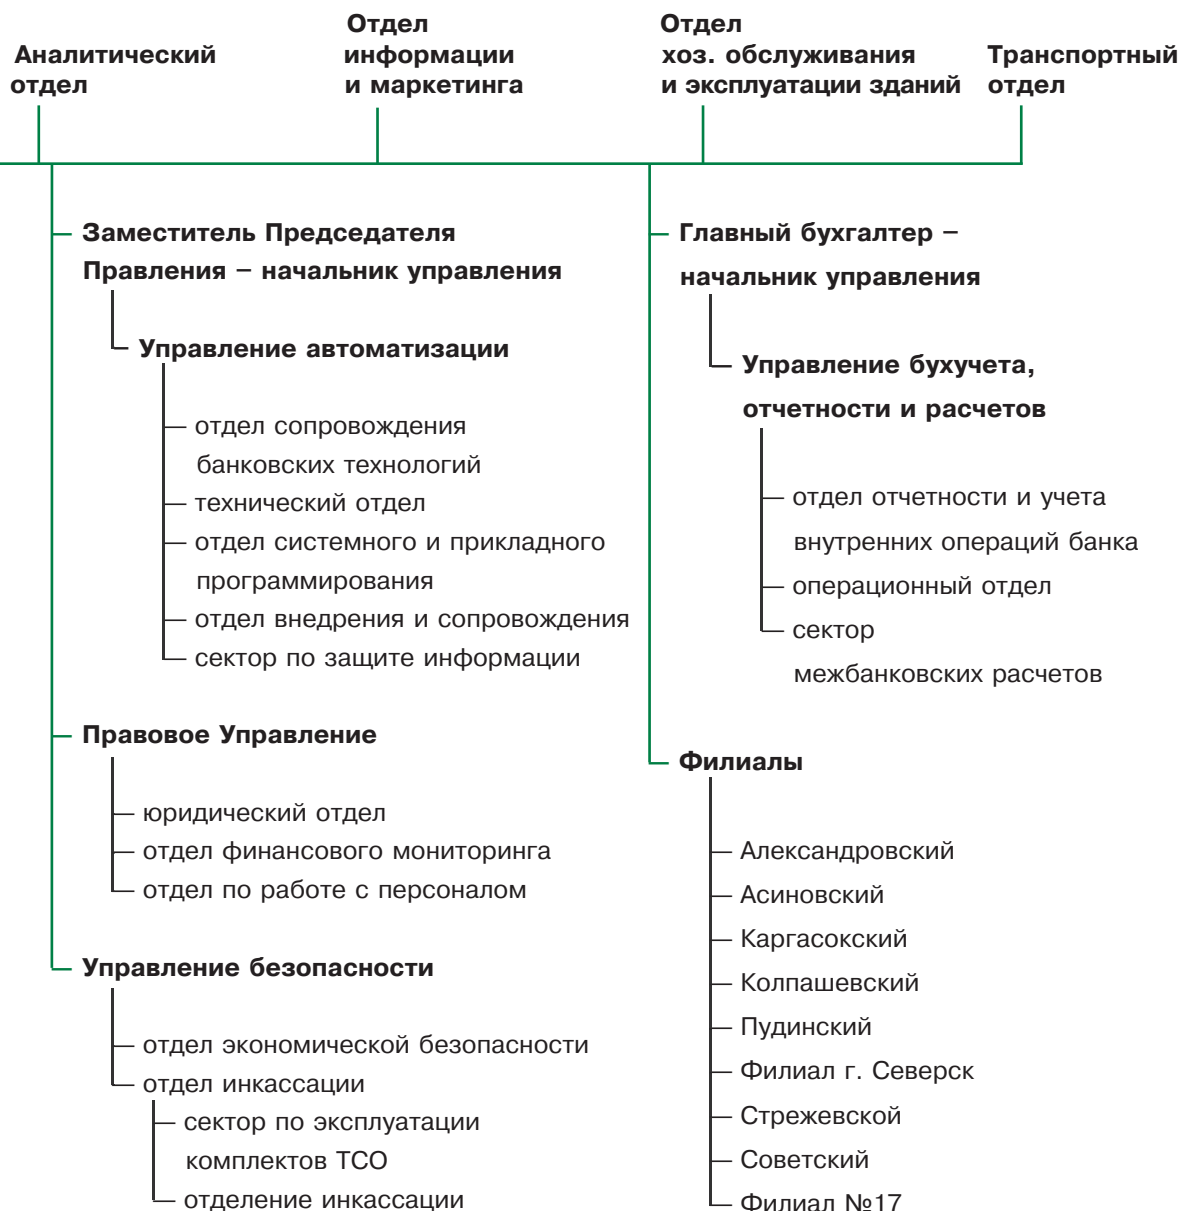 Аналитический
отдел
Отдел
информации
и маркетинга
Отдел
хоз. обслуживания
и эксплуатации зданий
Транспортный
отдел
Заместитель Председателя
Правления – начальник управления
Управление автоматизации
отдел сопровождения
банковских технологий
технический отдел
отдел системного и прикладного
программирования
отдел внедрения и сопровождения
сектор по защите информации
Правовое Управление
юридический отдел
отдел финансового мониторинга
отдел по работе с персоналом
Управление безопасности
отдел экономической безопасности
отдел инкассации
сектор по эксплуатации
комплектов ТСО
отделение инкассации
Главный бухгалтер –
начальник управления
Управление бухучета,
отчетности и расчетов
отдел отчетности и учета
внутренних операций банка
операционный отдел
сектор
межбанковских расчетов
Филиалы
Александровский
Асиновский
Каргасокский
Колпашевский
Пудинский
Филиал г. Северск
Стрежевской
Советский
Филиал №17